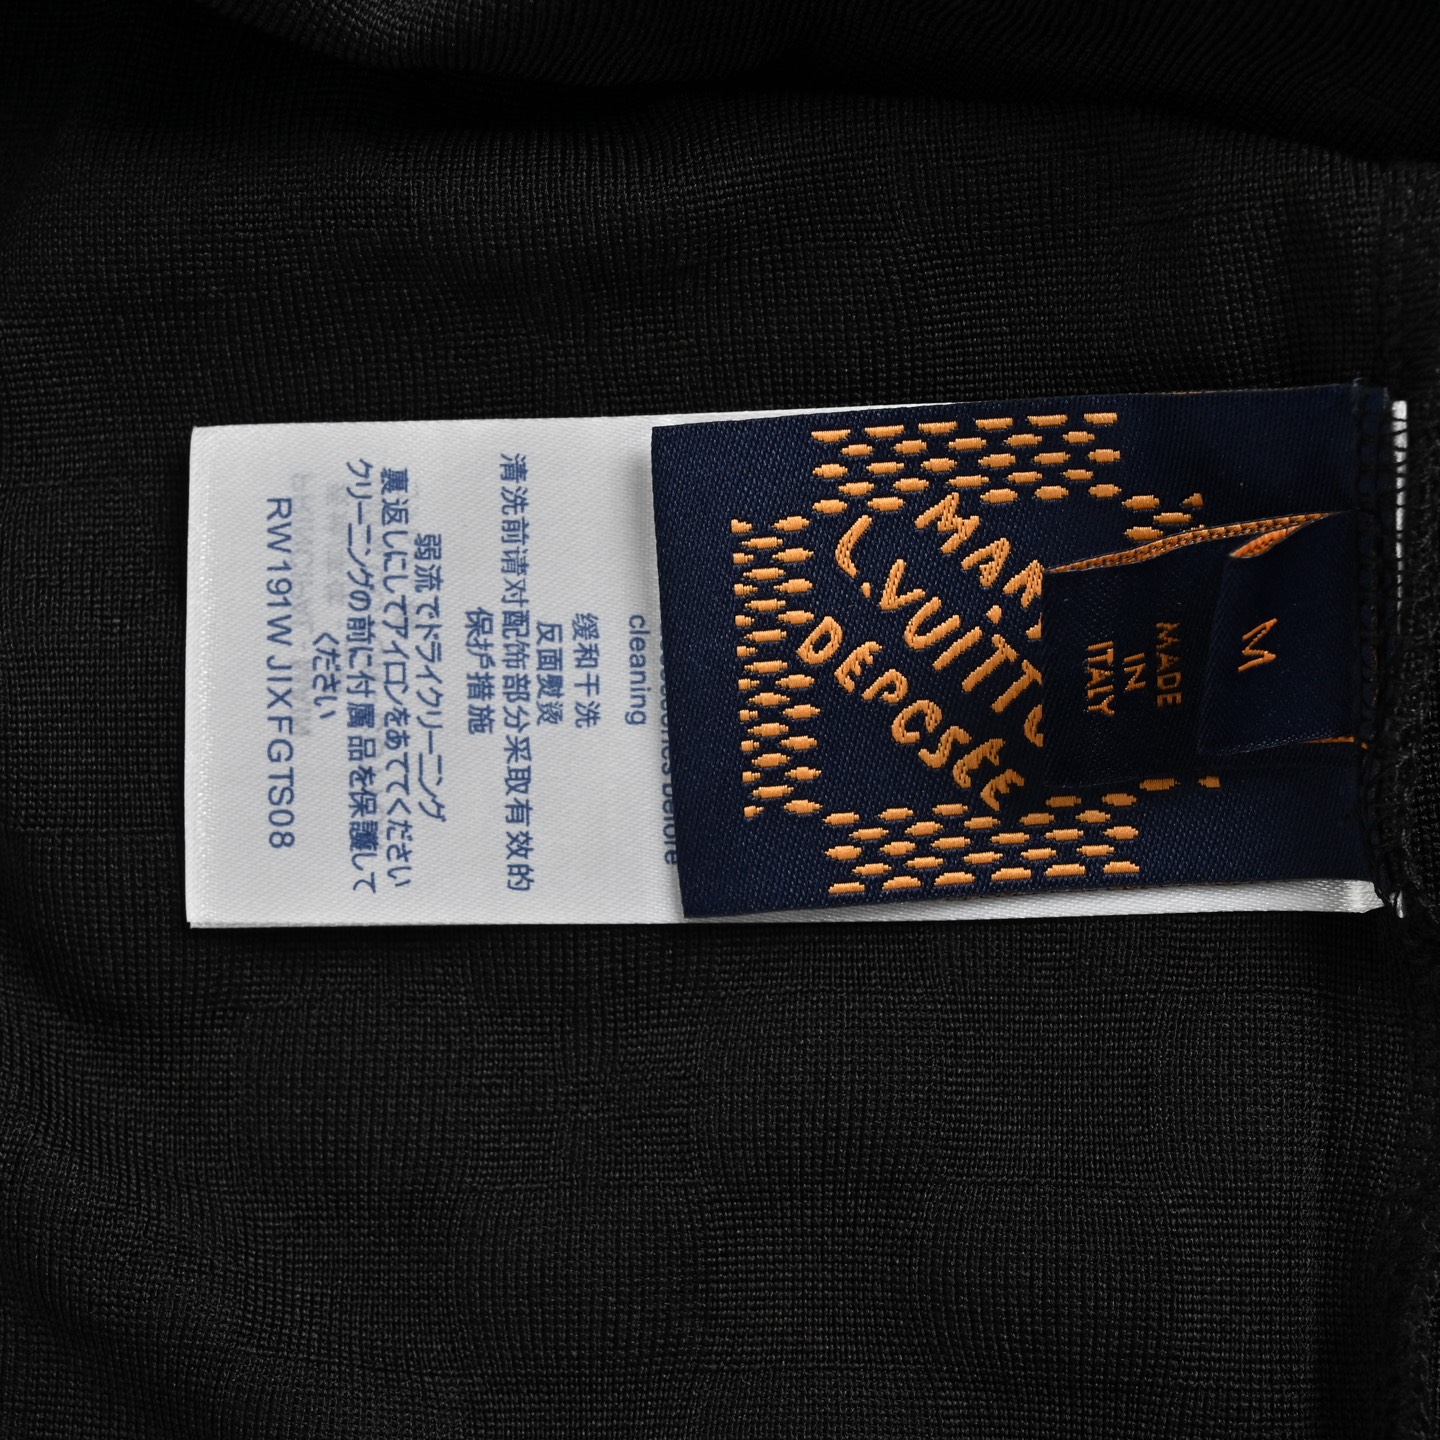 cleaning
缓和干洗
反面熨烫
清洗前请对配饰部分采取有效的
保护措施
弱流でドライクリーニング
裏返しにしてアイロンをあててください
クリーニングの前に付属品を保護して
ください
RW191W JIXFGTS08
L.VUITTO
DEPOSEE
MADE
IN
ITALY
M